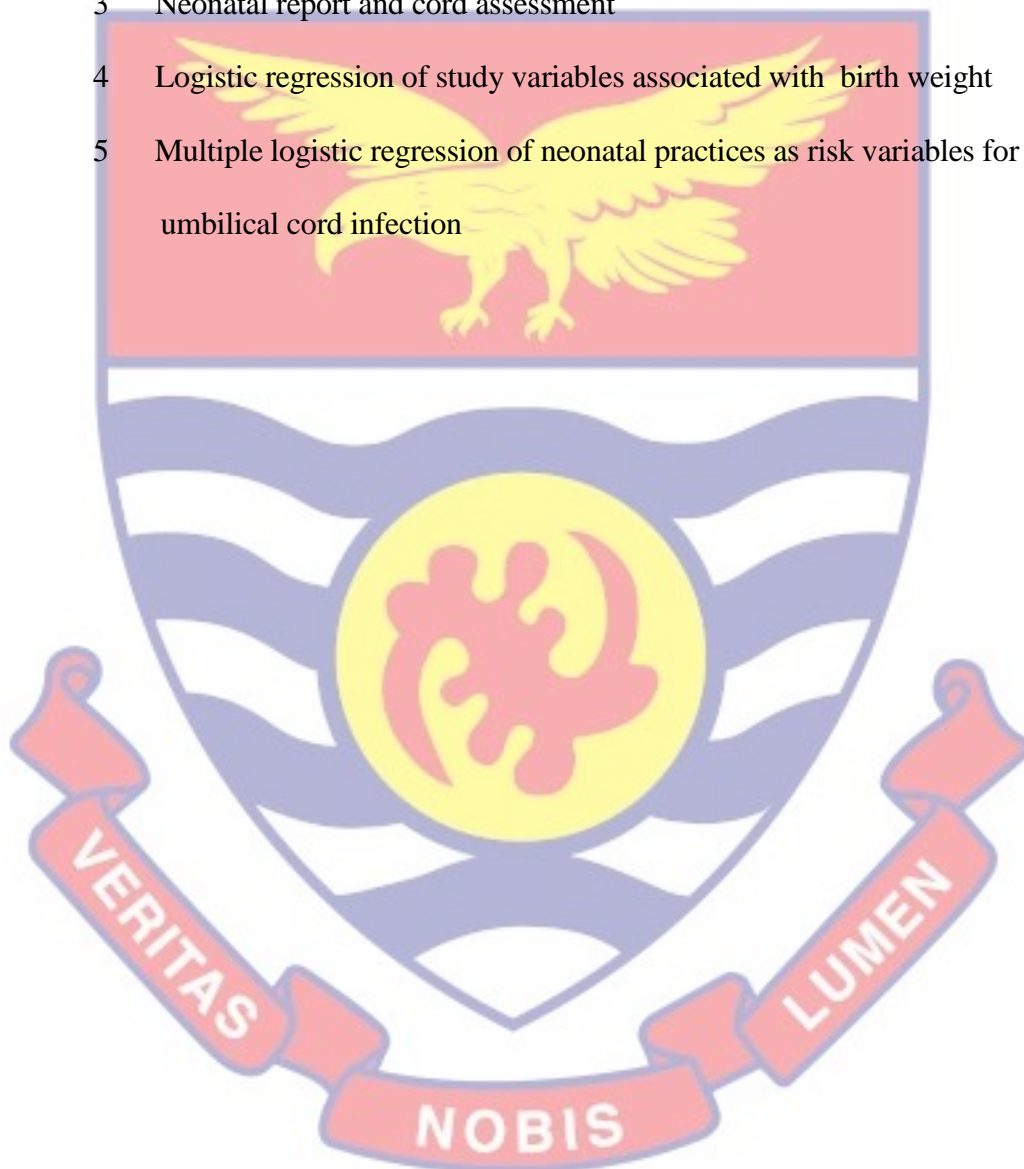 3 Neonatal report and cord assessment
4 Logistic regression of study variables associated with birth weight
5 Multiple logistic regression of neonatal practices as risk variables for
umbilical cord infection
VERITAS
NOBIS
LUMEN